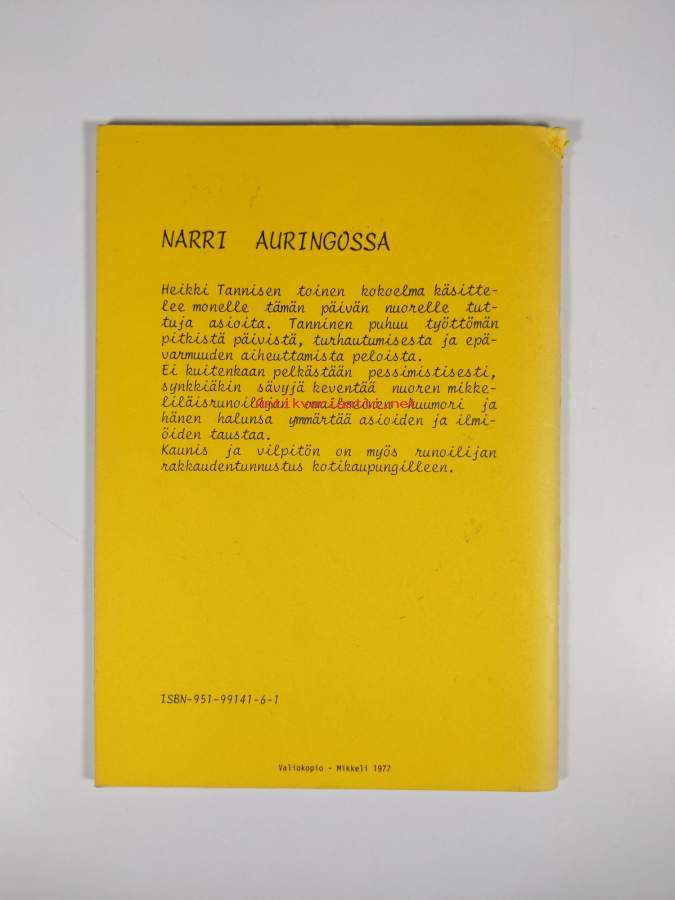 NARRI AURINGOSSA
Heikki Tannisen toinen kokoelma käsitte-
lee monelle tämän päivän nuorelle tut-
tuja asioita. Tanninen puhuu työttömän
pitkistä päivistä, turhautumisesta ja epä-
varmuuden aiheuttamista peloista.
Ei kuitenkaan pelkästään pessimistisesti,
synkkiäkin sävyjä keventää nuoren mikke-
liläisrunoilijan omailmeinen huumori ja
hänen halunsa ymmärtää asioiden ja ilmi-
öiden taustaa.
Kaunis ja vilpitön on myös runoilijan
rakkaudentunnustus kotikaupungilleen.
ISBN-951-99141-6-1
Valiokopio - Mikkeli 1977